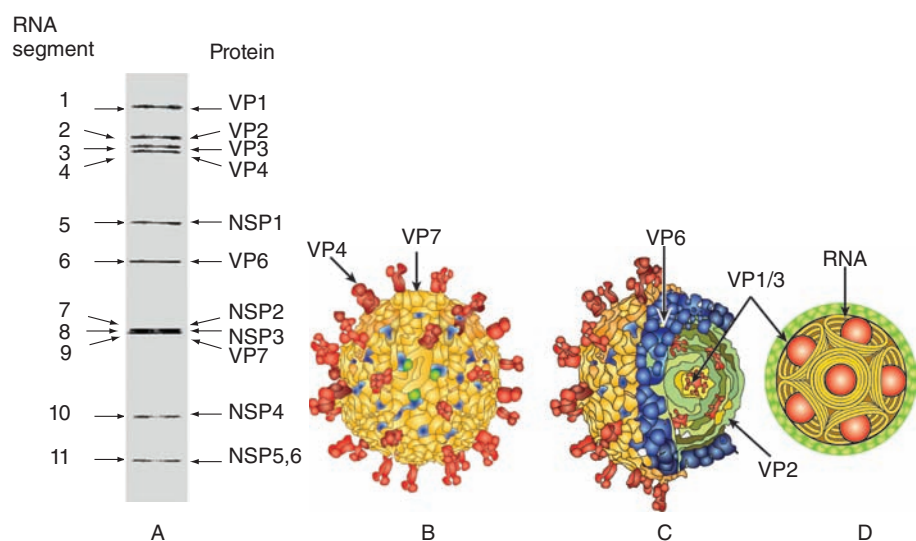 RNA
segment
Protein
1
VP1
2
VP2
3
VP3
4
VP4
5
NSP1
6
VP6
7
NSP2
8
NSP3
9
VP7
10
NSP4
11
NSP5,6
A
VP4
VP7
B
VP6
VP1/3
VP2
C
RNA
D